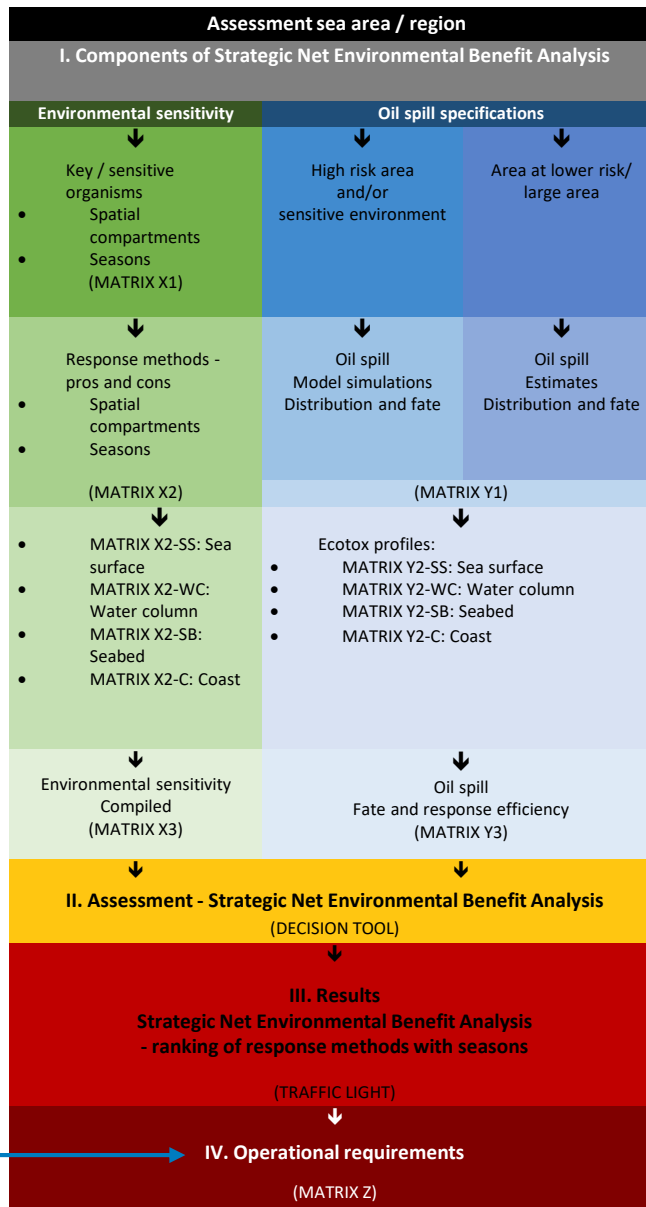 Assessment sea area / region
I. Components of Strategic Net Environmental Benefit Analysis
Environmental sensitivity
Oil spill specifications
Key / sensitive
organisms
• Spatial
compartments
• Seasons
(MATRIX X1)
High risk area
and/or
sensitive environment
Area at lower risk/
large area
Response methods -
pros and cons
• Spatial
compartments
• Seasons
(MATRIX X2)
Oil spill
Model simulations
Distribution and fate
Oil spill
Estimates
Distribution and fate
(MATRIX Y1)
• MATRIX X2-SS: Sea
surface
• MATRIX X2-WC:
Water column
• MATRIX X2-SB:
Seabed
• MATRIX X2-C: Coast
Ecotox profiles:
• MATRIX Y2-SS: Sea surface
• MATRIX Y2-WC: Water column
• MATRIX Y2-SB: Seabed
• MATRIX Y2-C: Coast
Environmental sensitivity
Compiled
(MATRIX X3)
Oil spill
Fate and response efficiency
(MATRIX Y3)
II. Assessment - Strategic Net Environmental Benefit Analysis
(DECISION TOOL)
III. Results
Strategic Net Environmental Benefit Analysis
- ranking of response methods with seasons
(TRAFFIC LIGHT)
IV. Operational requirements
(MATRIX Z)